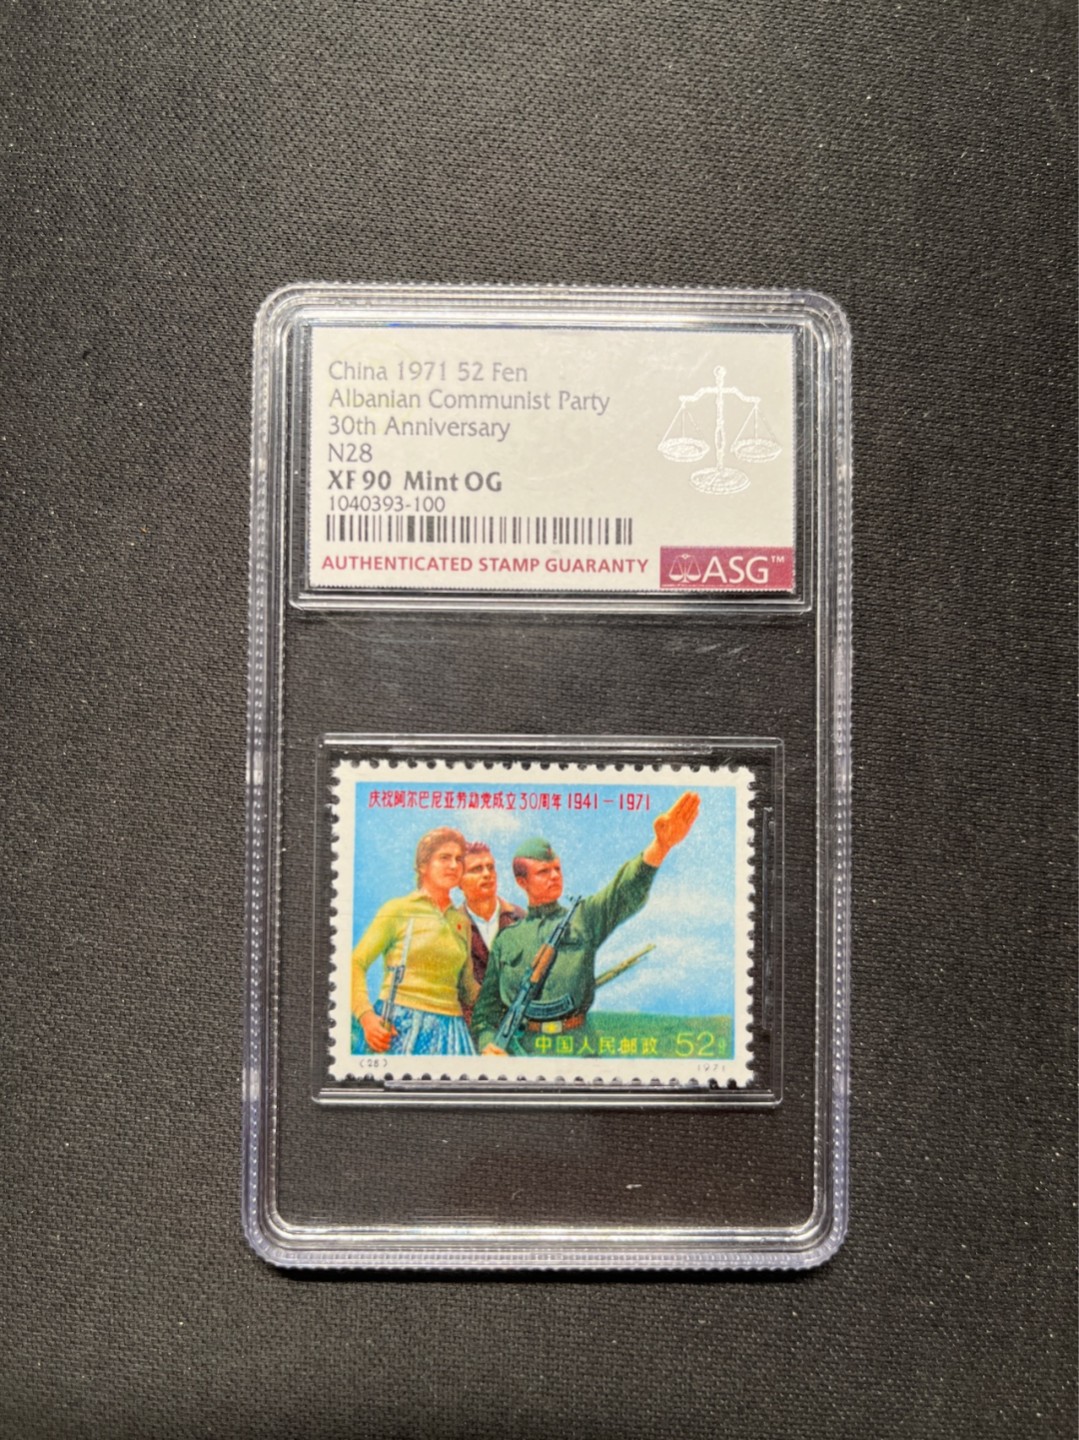 China 1971 52 Fen
Albanian Communist Party
30th Anniversary
N28
XF 90 Mint OG
1040393-100
AUTHENTICATED STAMP GUARANTY
ASG™
庆祝阿尔巴尼亚劳动党成立30周年 1941-1971
中国人民邮政 52分
(28) 1971